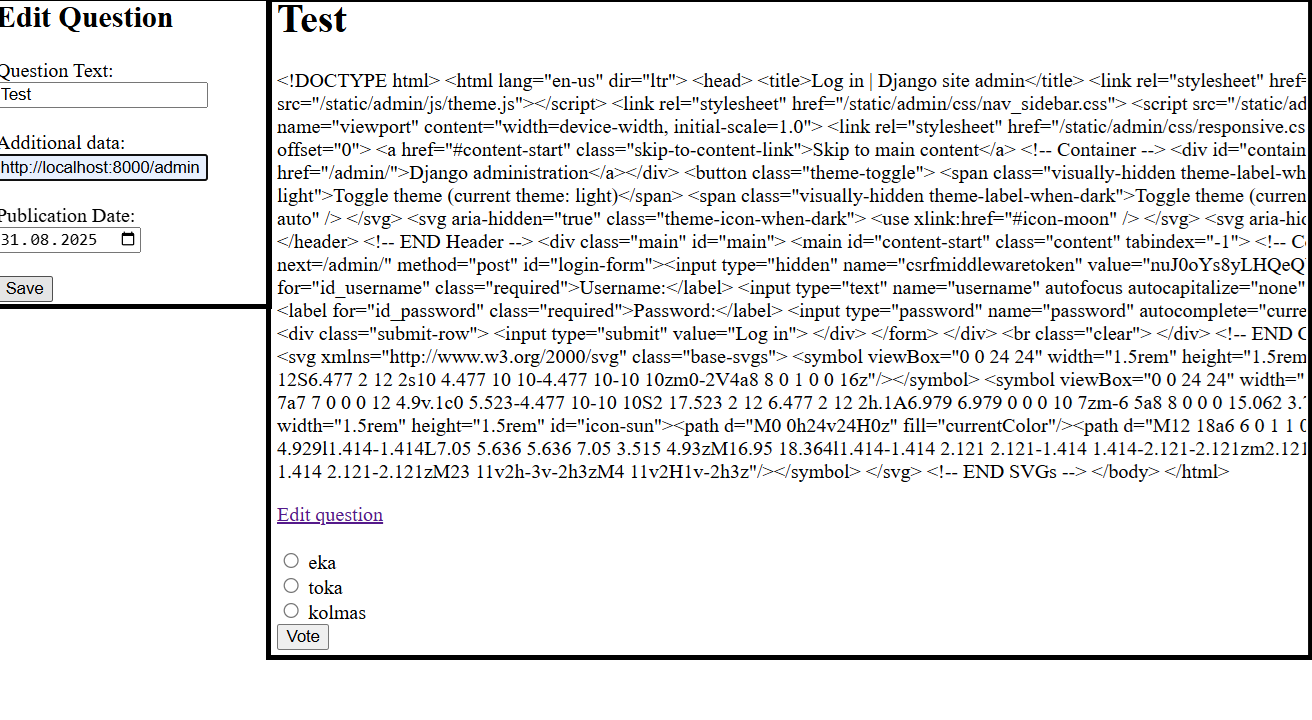 Edit Question
Question Text:
Test
Additional data:
http://localhost:8000/admin
Publication Date:
31.08.2025
Save
Test
<!DOCTYPE html> <html lang="en-us" dir="ltr"> <head> <title>Log in | Django site admin</title> <link rel="stylesheet" href=
src="/static/admin/js/theme.js"></script> <link rel="stylesheet" href="/static/admin/css/nav_sidebar.css"> <script src="/static/ad
name="viewport" content="width=device-width, initial-scale=1.0"> <link rel="stylesheet" href="/static/admin/css/responsive.cs
offset="0"> <a href="#content-start" class="skip-to-content-link">Skip to main content</a> <!-- Container --> <div id="contain
href="/admin/">Django administration</a></div> <button class="theme-toggle"> <span class="visually-hidden theme-label-wh
light">Toggle theme (current theme: light)</span> <span class="visually-hidden theme-label-when-dark">Toggle theme (curren
auto" /> </svg> <svg aria-hidden="true" class="theme-icon-when-dark"> <use xlink:href="#icon-moon" /> </svg> <svg aria-hid
</header> <!-- END Header --> <div class="main" id="main"> <main id="content-start" class="content" tabindex="-1"> <!--
next=/admin/" method="post" id="login-form"><input type="hidden" name="csrfmiddlewaretoken" value="nuJ0oYs8yLHQeQ
for="id_username" class="required">Username:</label> <input type="text" name="username" autofocus autocapitalize="none"
<label for="id_password" class="required">Password:</label> <input type="password" name="password" autocomplete="curre
<div class="submit-row"> <input type="submit" value="Log in"> </div> </form> </div> <br class="clear"> </div> <!-- END
<svg xmlns="http://www.w3.org/2000/svg" class="base-svgs"> <symbol viewBox="0 0 24 24" width="1.5rem" height="1.5rem
12S6.477 2 12 2s10 4.477 10 10-4.477 10-10 10zm0-2V4a8 8 0 1 0 0 16z"/></symbol> <symbol viewBox="0 0 24 24" width="
7a7 7 0 0 0 12 4.9v.1c0 5.523-4.477 10-10 10S2 17.523 2 12 6.477 2 12 2h.1A6.979 6.979 0 0 0 10 7zm-6 5a8 8 0 0 0 15.062 3.
width="1.5rem" height="1.5rem" id="icon-sun"><path d="M0 0h24v24H0z" fill="currentColor"/><path d="M12 18a6 6 0 1 1
4.929l1.414-1.414L7.05 5.636 5.636 7.05 3.515 4.93zM16.95 18.364l1.414-1.414 2.121 2.121-1.414 1.414-2.121-2.121zm2.121
1.414 2.121-2.121zM23 11v2h-3v-2h3zM4 11v2H1v-2h3z"/></symbol> </svg> <!-- END SVGs --> </body> </html>
Edit question
eka
toka
kolmas
Vote